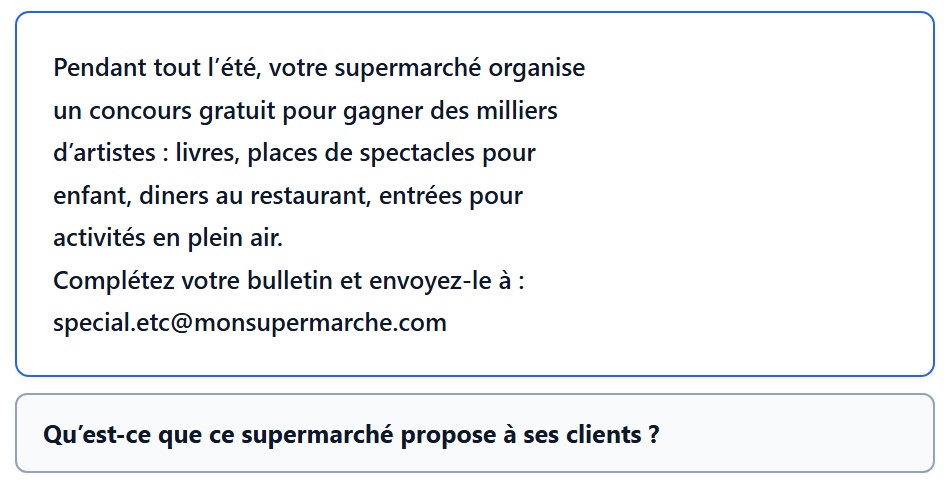 Pendant tout l’été, votre supermarché organise
un concours gratuit pour gagner des milliers
d’artistes : livres, places de spectacles pour
enfant, diners au restaurant, entrées pour
activités en plein air.
Complétez votre bulletin et envoyez-le à :
special.etc@monsupermarche.com
Qu’est-ce que ce supermarché propose à ses clients ?